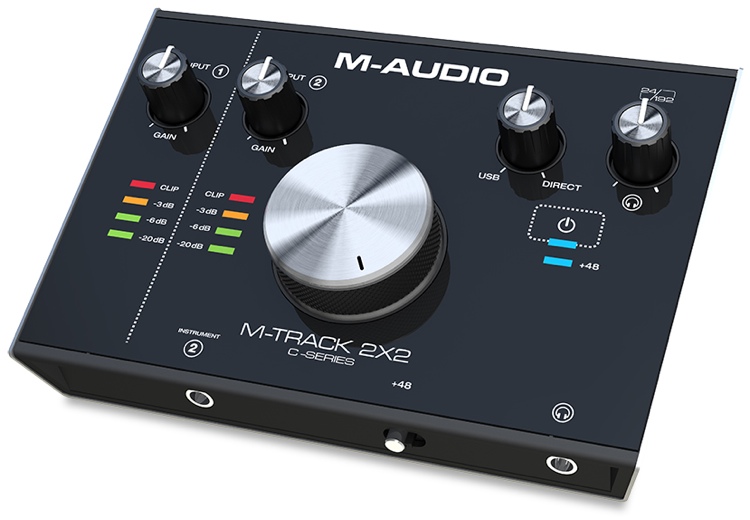 M-AUDIO
INPUT 1
INPUT 2
24/192
GAIN
GAIN
USB
DIRECT
CLIP
-3dB
-6dB
-20dB
CLIP
-3dB
-6dB
-20dB
+48
M-TRACK 2X2
C-SERIES
INSTRUMENT
2
+48